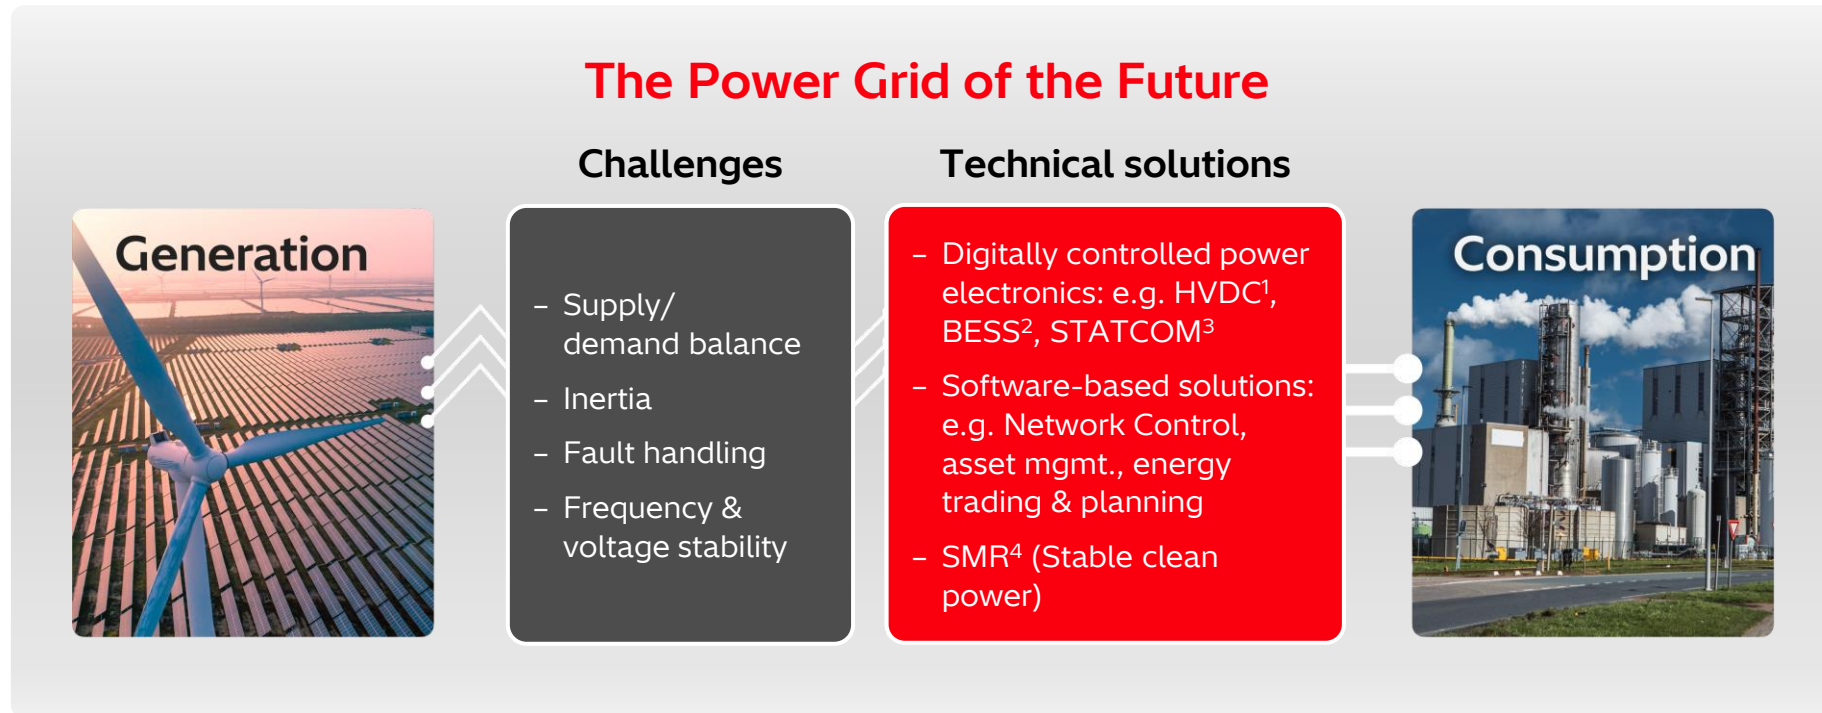 The Power Grid of the Future
Challenges
Technical solutions
Generation
– Supply/
demand balance
– Inertia
– Fault handling
– Frequency &
voltage stability
– Digitally controlled power
electronics: e.g. HVDC¹,
BESS², STATCOM³
– Software-based solutions:
e.g. Network Control,
asset mgmt., energy
trading & planning
– SMR⁴ (Stable clean
power)
Consumption